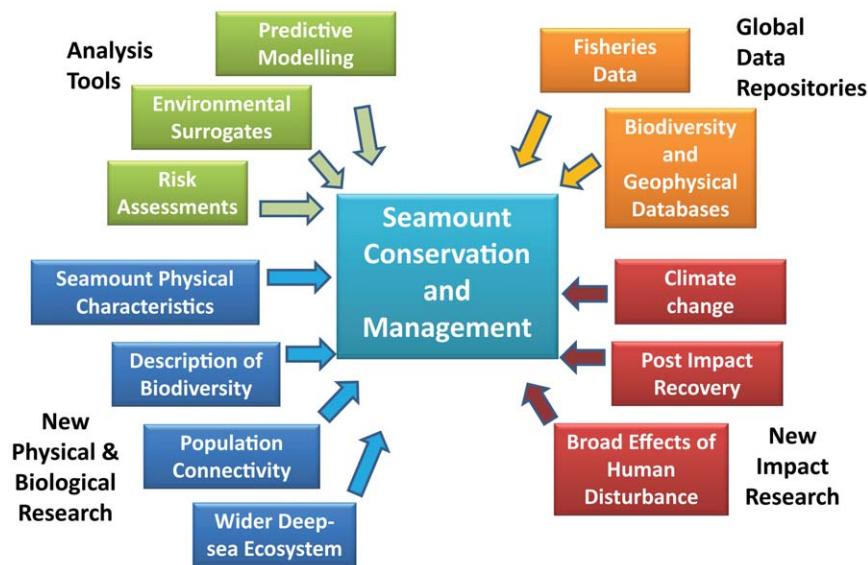 Analysis
Tools
Predictive
Modelling
Environmental
Surrogates
Risk
Assessments
Fisheries
Data
Global
Data
Repositories
Biodiversity
and
Geophysical
Databases
Seamount
Conservation
and
Management
Seamount Physical
Characteristics
Description of
Biodiversity
New
Physical &
Biological
Research
Population
Connectivity
Wider Deep-
sea Ecosystem
Climate
change
Post Impact
Recovery
Broad Effects of
Human
Disturbance
New
Impact
Research